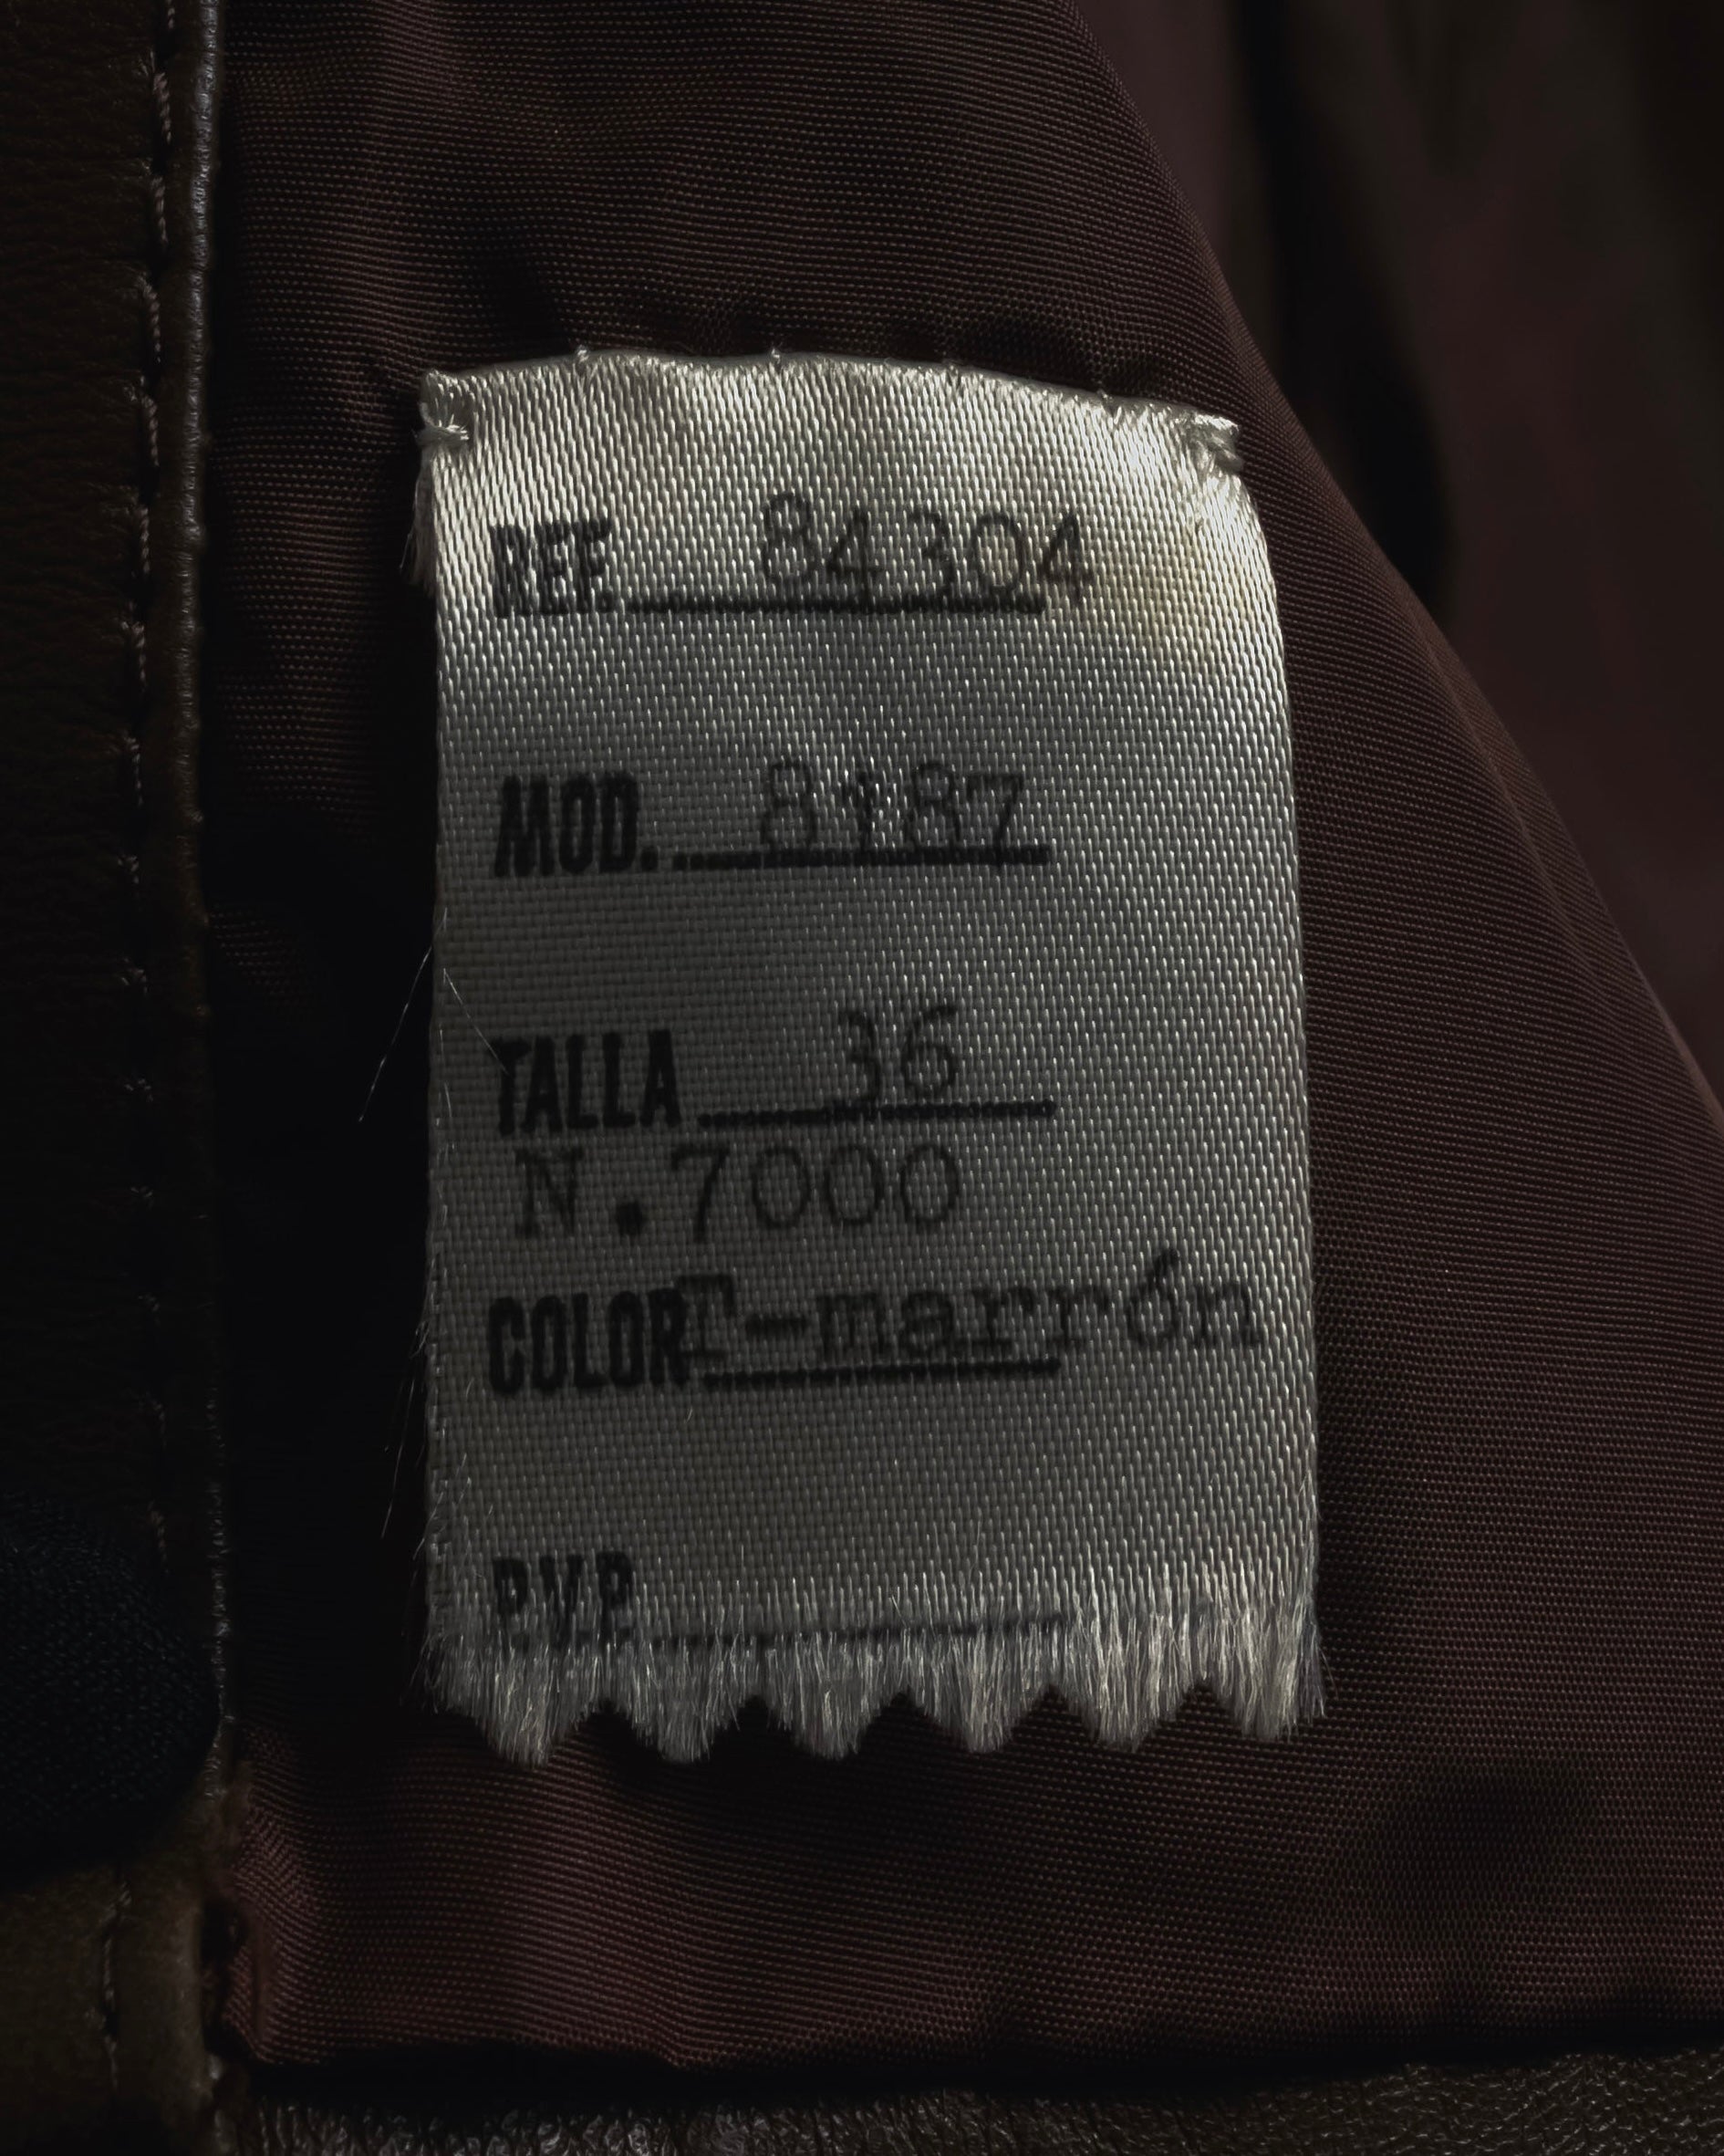 REF. 84304
MOD. 8187
TALLA 36
N.7000
COLOR T-marrón
P.V.P.